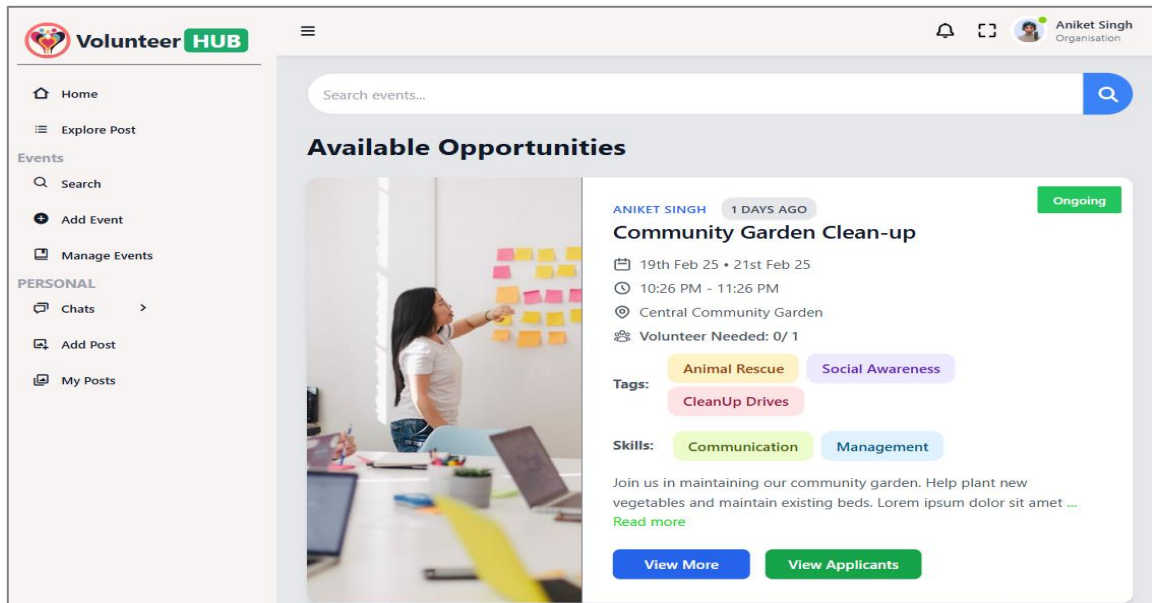 Volunteer HUB
Home
Explore Post
Events
Search
Add Event
Manage Events
PERSONAL
Chats >
Add Post
My Posts
Aniket Singh
Organisation
Search events...
Available Opportunities
Ongoing
ANIKET SINGH 1 DAYS AGO
Community Garden Clean-up
19th Feb 25 • 21st Feb 25
10:26 PM - 11:26 PM
Central Community Garden
Volunteer Needed: 0/ 1
Tags: Animal Rescue Social Awareness
CleanUp Drives
Skills: Communication Management
Join us in maintaining our community garden. Help plant new
vegetables and maintain existing beds. Lorem ipsum dolor sit amet ...
Read more
View More View Applicants